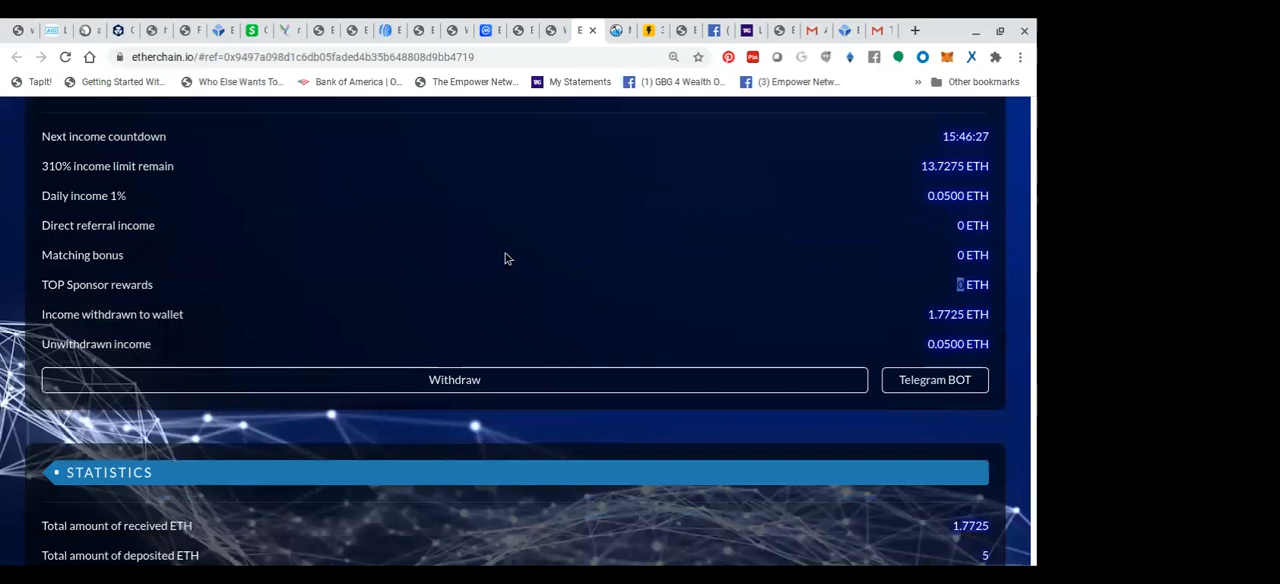 etherchain.io/#ref=0x9497a098d1c6db05faded4b35b648808d9bb4719
TapIt!
Getting Started Wit...
Who Else Wants To...
Bank of America | O...
The Empower Netw...
My Statements
(1) GBG 4 Wealth O...
(3) Empower Netw...
»
Other bookmarks
Next income countdown 15:46:27
310% income limit remain 13.7275 ETH
Daily income 1% 0.0500 ETH
Direct referral income 0 ETH
Matching bonus 0 ETH
TOP Sponsor rewards 0 ETH
Income withdrawn to wallet 1.7725 ETH
Unwithdrawn income 0.0500 ETH
Withdraw Telegram BOT
STATISTICS
Total amount of received ETH 1.7725
Total amount of deposited ETH 5